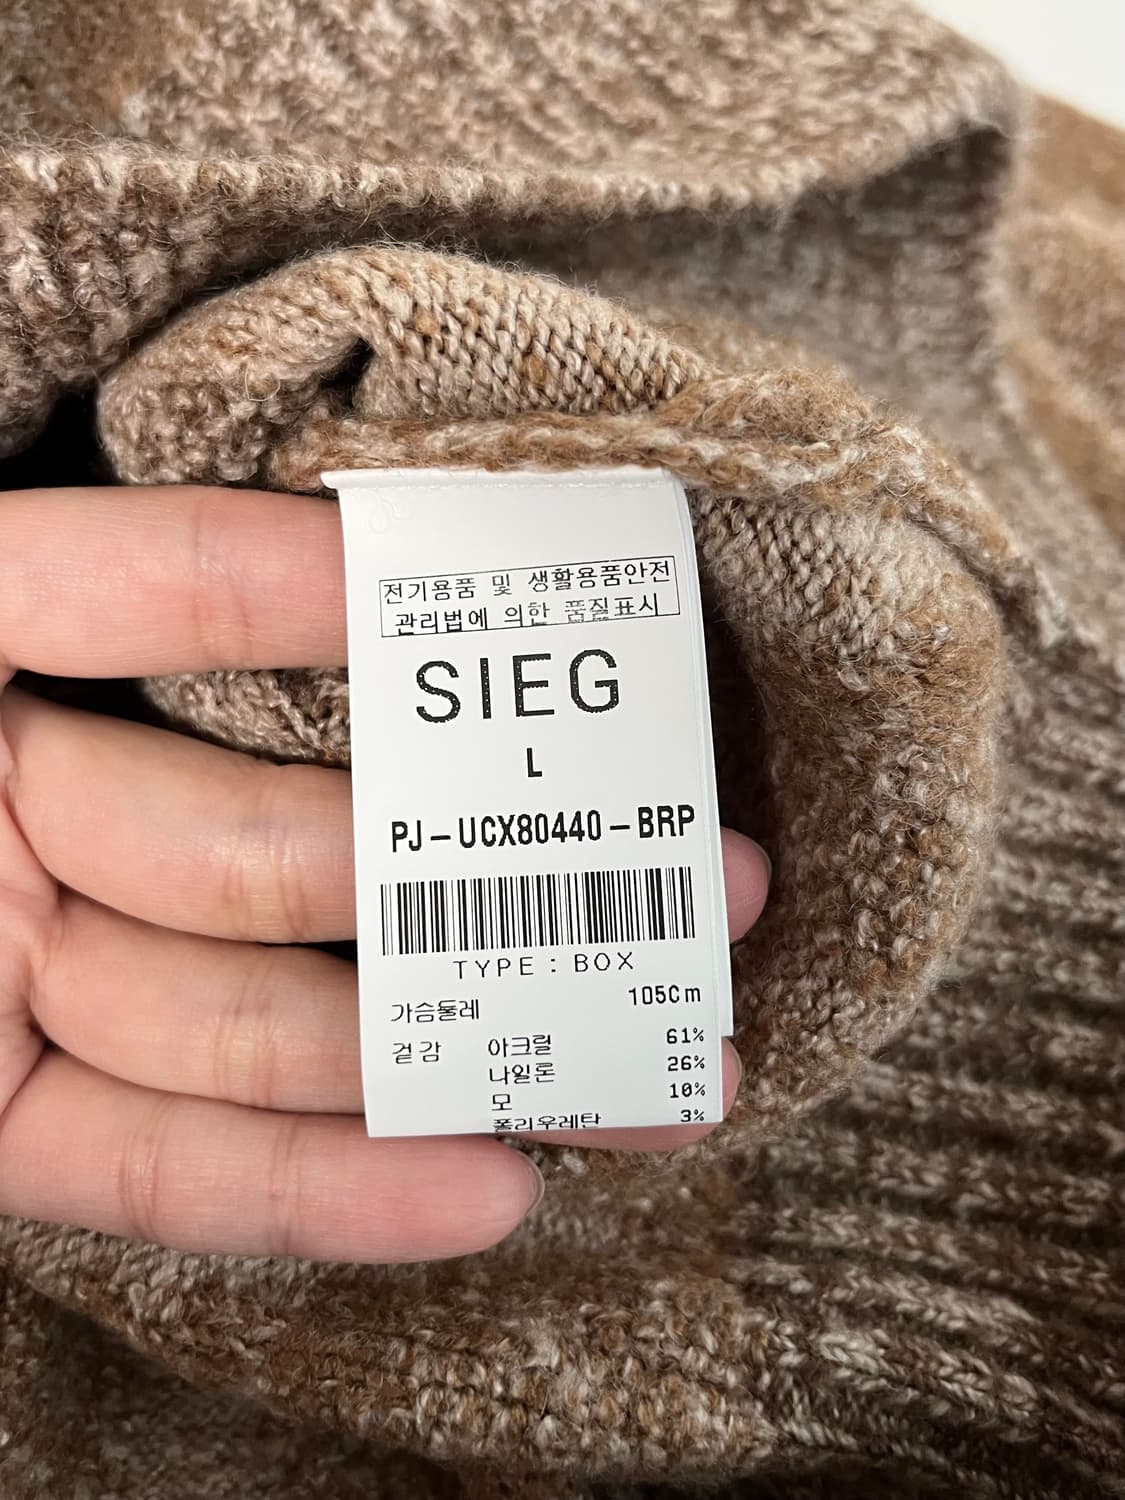 전기용품 및 생활용품안전
관리법에 의한 품질표시
SIEG
L
PJ-UCX80440-BRP
TYPE : BOX
가슴둘레 105Cm
겉감 아크릴 61%
나일론 26%
모 10%
폴리우레탄 3%